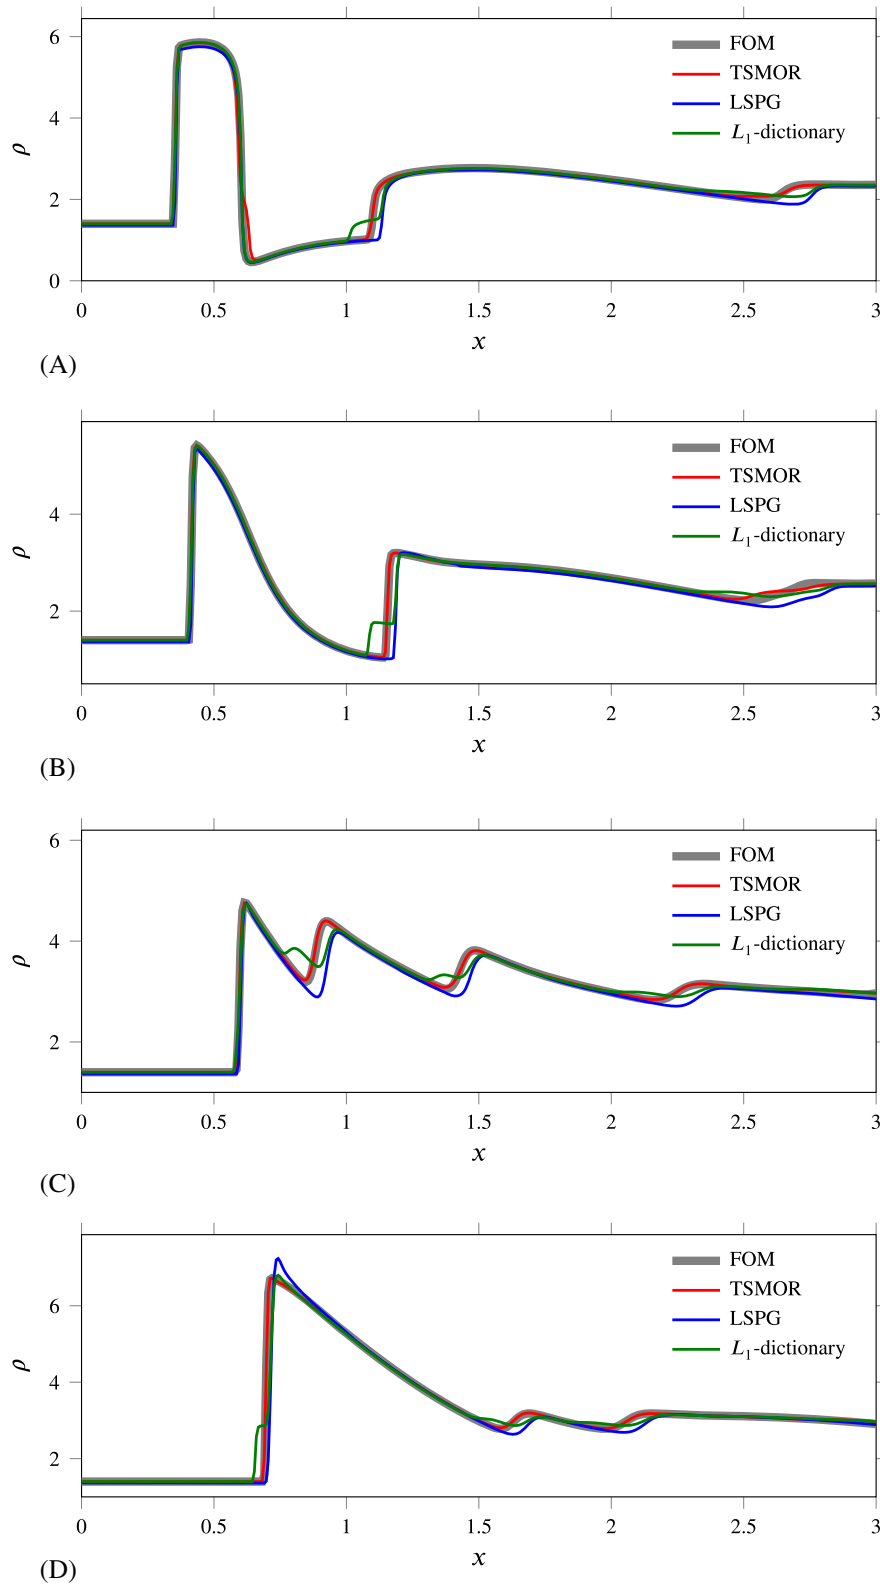 6
4
2
0
ρ
FOM
TSMOR
LSPG
L₁-dictionary
0 0.5 1 1.5 2 2.5 3
x
(A)
4
2
ρ
FOM
TSMOR
LSPG
L₁-dictionary
0 0.5 1 1.5 2 2.5 3
x
(B)
6
4
2
ρ
FOM
TSMOR
LSPG
L₁-dictionary
0 0.5 1 1.5 2 2.5 3
x
(C)
6
4
2
ρ
FOM
TSMOR
LSPG
L₁-dictionary
0 0.5 1 1.5 2 2.5 3
x
(D)